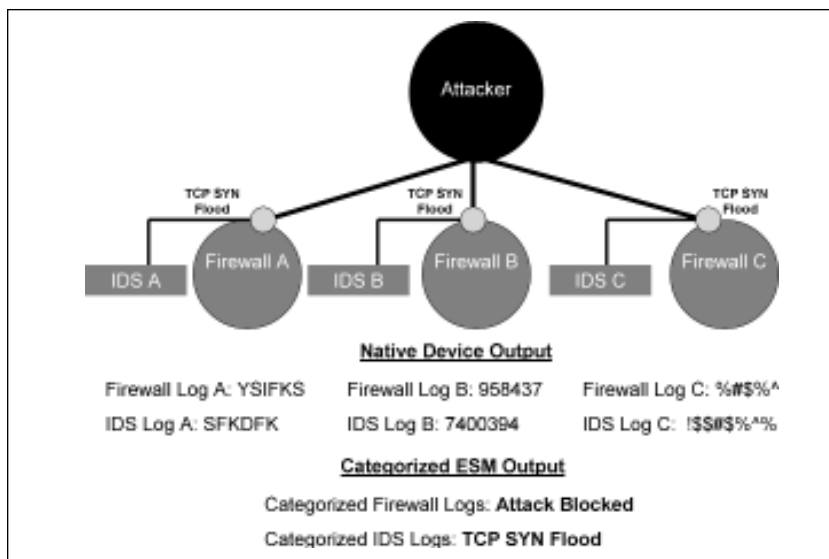 Attacker
TCP SYN
Flood
TCP SYN
Flood
TCP SYN
Flood
Firewall A
Firewall B
Firewall C
IDS A
IDS B
IDS C
Native Device Output
Firewall Log A: YSIFKS
Firewall Log B: 958437
Firewall Log C: %#$%^
IDS Log A: SFKDFK
IDS Log B: 7400394
IDS Log C: !$$#$%^%
Categorized ESM Output
Categorized Firewall Logs: Attack Blocked
Categorized IDS Logs: TCP SYN Flood